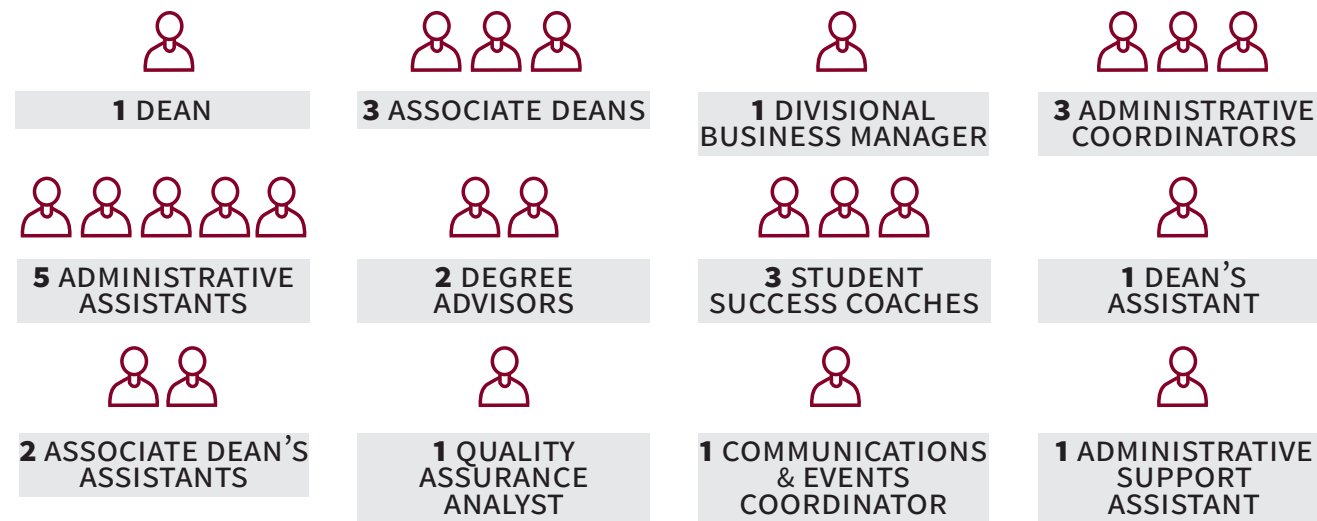 1 DEAN
3 ASSOCIATE DEANS
1 DIVISIONAL
BUSINESS MANAGER
3 ADMINISTRATIVE
COORDINATORS
5 ADMINISTRATIVE
ASSISTANTS
2 DEGREE
ADVISORS
3 STUDENT
SUCCESS COACHES
1 DEAN’S
ASSISTANT
2 ASSOCIATE DEAN’S
ASSISTANTS
1 QUALITY
ASSURANCE
ANALYST
1 COMMUNICATIONS
& EVENTS
COORDINATOR
1 ADMINISTRATIVE
SUPPORT
ASSISTANT